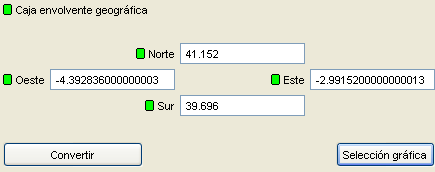 Caja envolvente geográfica
Norte 41.152
Oeste -4.392836000000003 Este -2.9915200000000013
Sur 39.696
Convertir Selección gráfica